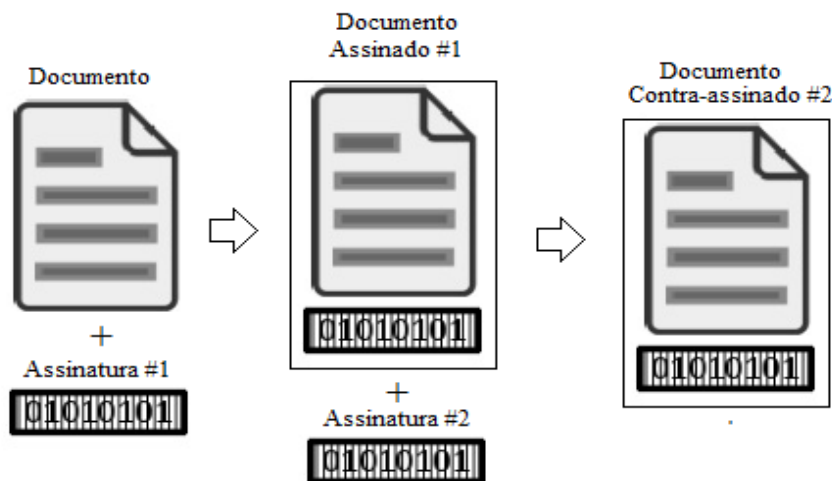 Documento
+
Assinatura #1
01010101
Documento
Assinado #1
01010101
+
Assinatura #2
01010101
Documento
Contra-assinado #2
01010101